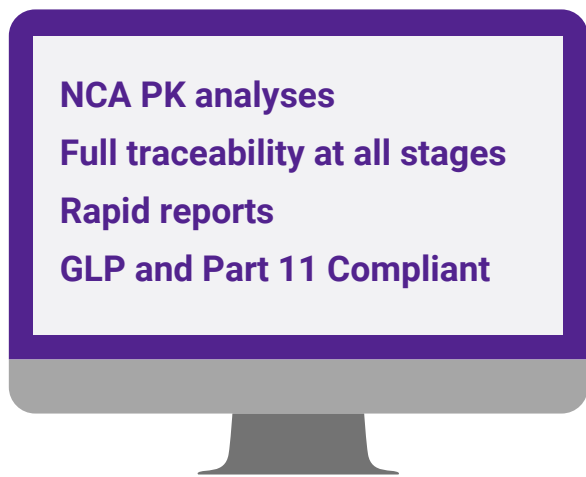 NCA PK analyses
Full traceability at all stages
Rapid reports
GLP and Part 11 Compliant